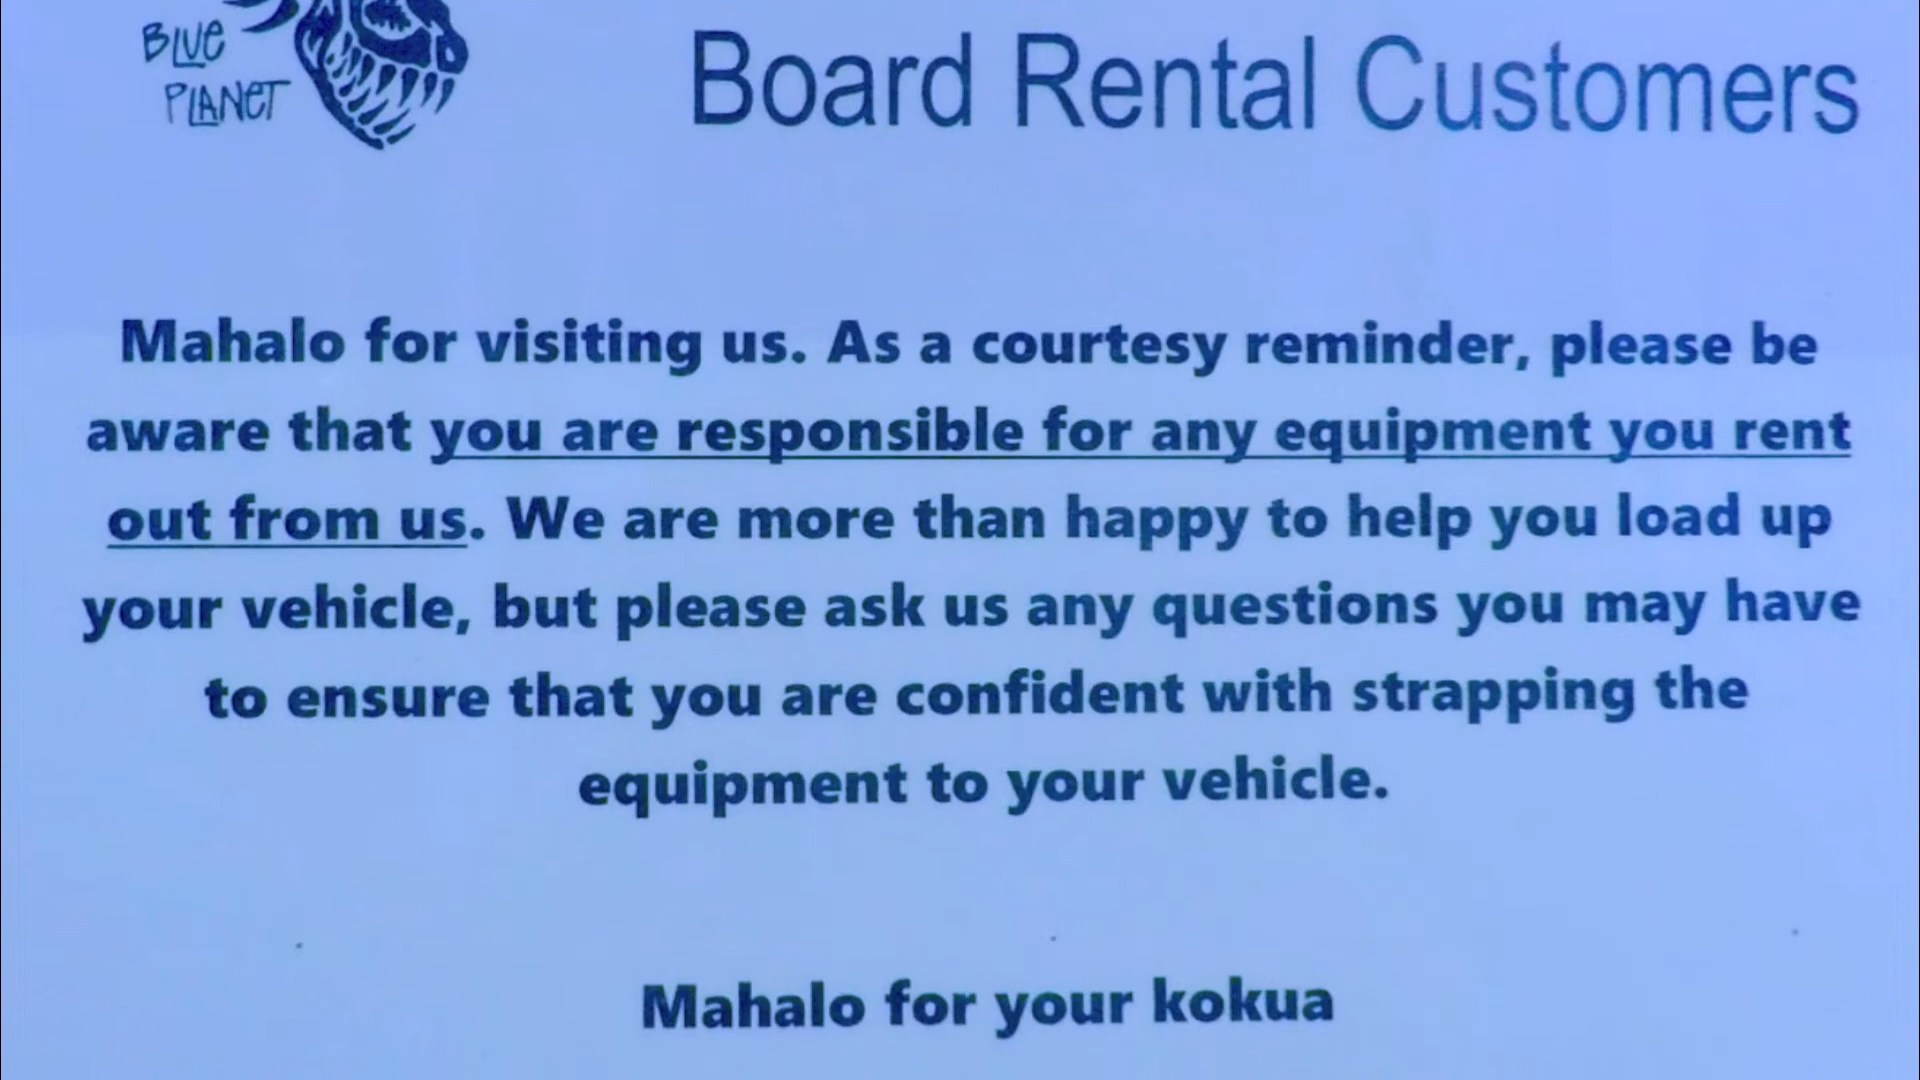 BLUE
PLANET
Board Rental Customers
Mahalo for visiting us. As a courtesy reminder, please be
aware that you are responsible for any equipment you rent
out from us. We are more than happy to help you load up
your vehicle, but please ask us any questions you may have
to ensure that you are confident with strapping the
equipment to your vehicle.
Mahalo for your kokua